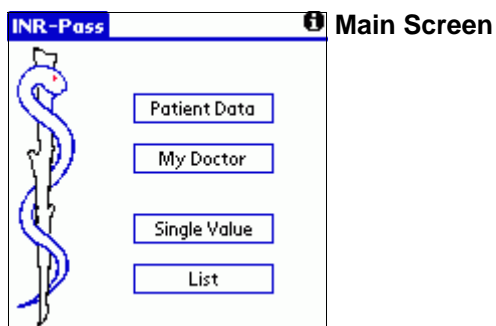 INR-Pass
Main Screen
Patient Data
My Doctor
Single Value
List